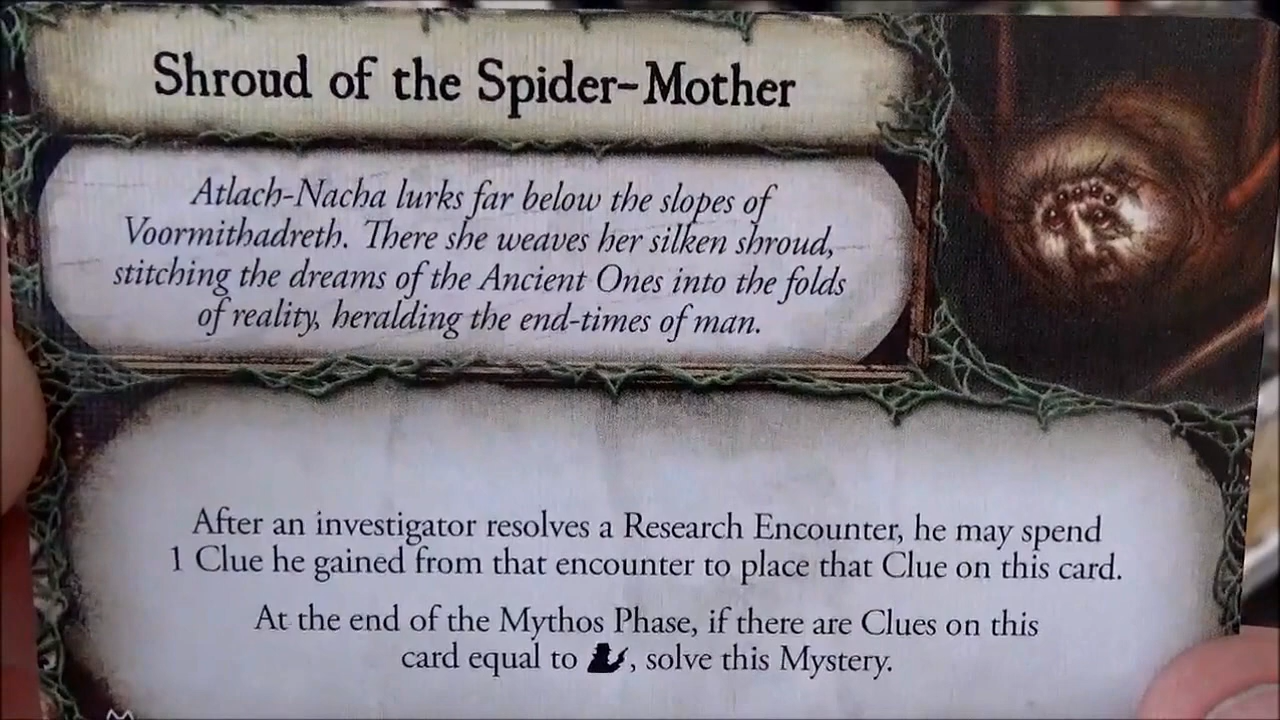 Shroud of the Spider-Mother
Atlach-Nacha lurks far below the slopes of
Voormithadreth. There she weaves her silken shroud,
stitching the dreams of the Ancient Ones into the folds
of reality, heralding the end-times of man.
After an investigator resolves a Research Encounter, he may spend
1 Clue he gained from that encounter to place that Clue on this card.
At the end of the Mythos Phase, if there are Clues on this
card equal to , solve this Mystery.